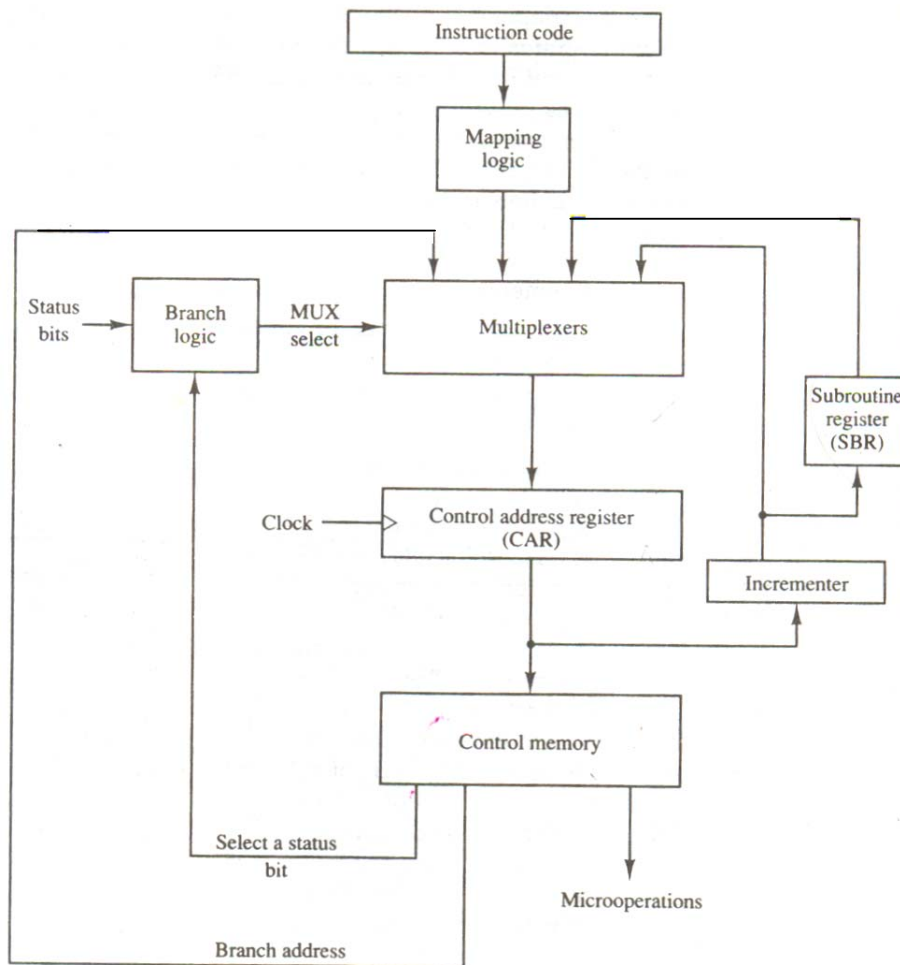 Instruction code
Mapping
logic
Status
bits
Branch
logic
MUX
select
Multiplexers
Subroutine
register
(SBR)
Clock
Control address register
(CAR)
Incrementer
Control memory
Select a status
bit
Microoperations
Branch address